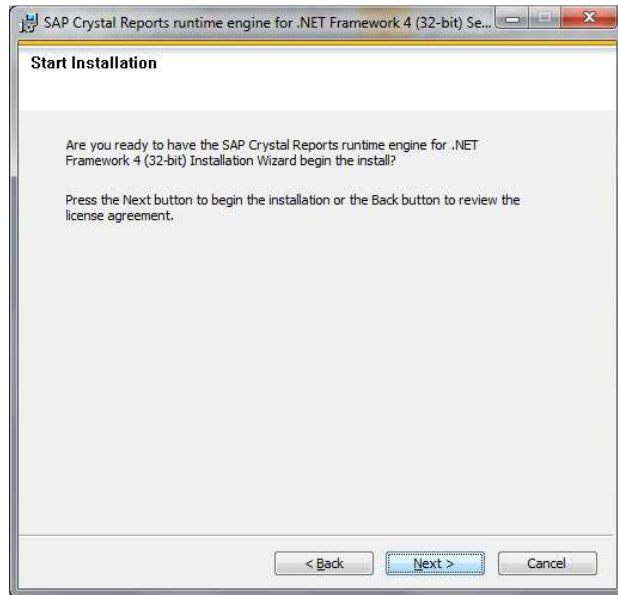 SAP Crystal Reports runtime engine for .NET Framework 4 (32-bit) Se...
Start Installation
Are you ready to have the SAP Crystal Reports runtime engine for .NET
Framework 4 (32-bit) Installation Wizard begin the install?
Press the Next button to begin the installation or the Back button to review the
license agreement.
< Back
Next >
Cancel